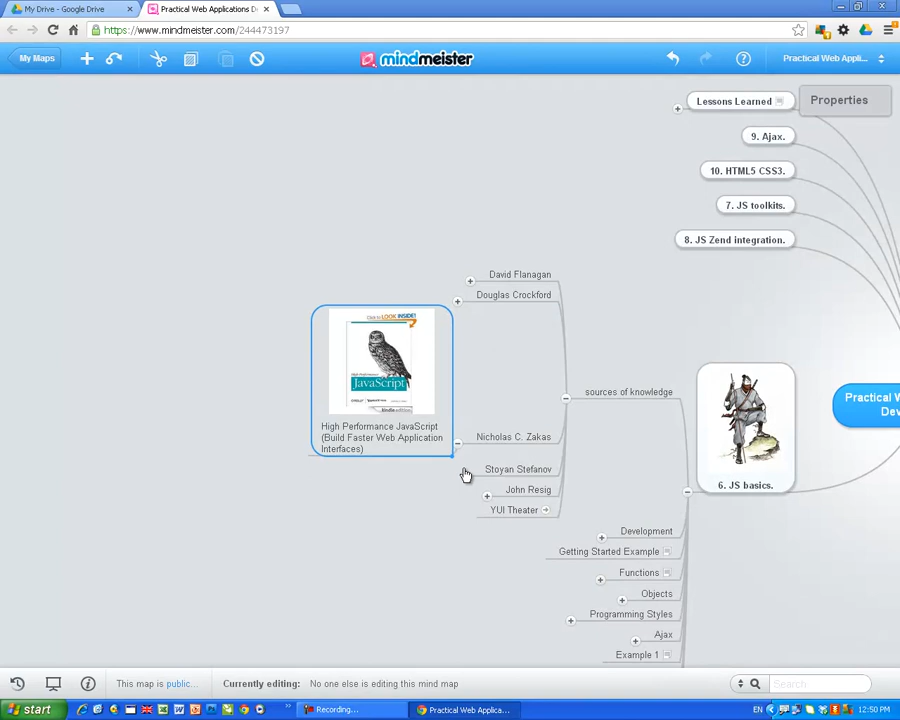 My Drive - Google Drive
Practical Web Applications De
https://www.mindmeister.com/244473197
My Maps
mindmeister
Practical Web Appli...
Lessons Learned
Properties
9. Ajax.
10. HTML5 CSS3.
7. JS toolkits.
8. JS Zend integration.
David Flanagan
Douglas Crockford
Click to LOOK INSIDE!
JavaScript
kindle edition
High Performance JavaScript
(Build Faster Web Application
Interfaces)
sources of knowledge
Practical W
Dev
Nicholas C. Zakas
Stoyan Stefanov
John Resig
YUI Theater
6. JS basics.
Development
Getting Started Example
Functions
Objects
Programming Styles
Ajax
Example 1
This map is public...
Currently editing:
No one else is editing this mind map
Search
start
Recording...
Practical Web Applica...
EN
12:50 PM